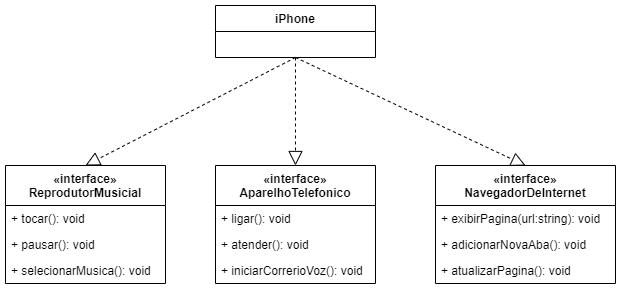 iPhone
«interface»
ReprodutorMusicial
+ tocar(): void
+ pausar(): void
+ selecionarMusica(): void
«interface»
AparelhoTelefonico
+ ligar(): void
+ atender(): void
+ iniciarCorrerioVoz(): void
«interface»
NavegadorDeInternet
+ exibirPagina(url:string): void
+ adicionarNovaAba(): void
+ atualizarPagina(): void